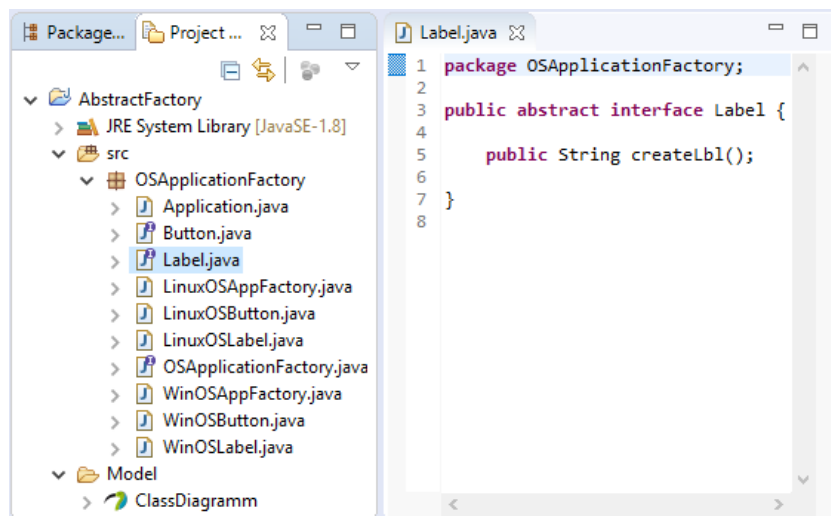 Package...
Project ...
AbstractFactory
JRE System Library [JavaSE-1.8]
src
OSApplicationFactory
Application.java
Button.java
Label.java
LinuxOSAppFactory.java
LinuxOSButton.java
LinuxOSLabel.java
OSApplicationFactory.java
WinOSAppFactory.java
WinOSButton.java
WinOSLabel.java
Model
ClassDiagramm
Label.java
1 package OSApplicationFactory;
2
3 public abstract interface Label {
4
5 public String createLbl();
6
7 }
8